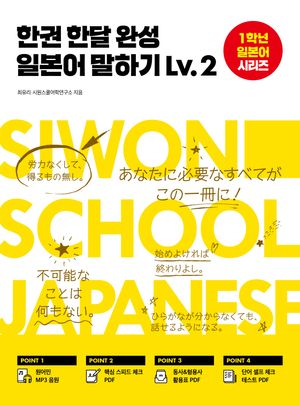 한권 한달 완성
일본어 말하기 Lv. 2
1학년
일본어
시리즈
최유리·시원스쿨어학연구소 지음
SIWON
SCHOOL
JAPANESE
労力なくして、
得るもの無し。
あなたに必要なすべてが
この一冊に！
始めよければ
終わりよし。
不可能な
ことは
何もない。
ひらがなが分からなくても、
話せるようになる。
POINT 1
원어민
MP3 음원
POINT 2
핵심 스피드 체크
PDF
POINT 3
동사&형용사
활용표 PDF
POINT 4
단어 셀프 체크
테스트 PDF